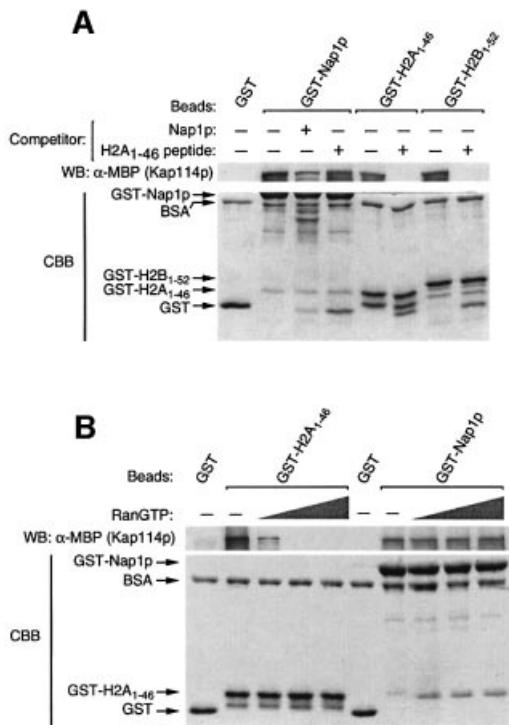 A
GST
GST-Nap1p
GST-H2A1-46
GST-H2B1-52
Beads:
Competitor:
Nap1p: – – + – – – – –
H2A1-46 peptide: – – – + – + – +
WB: α-MBP (Kap114p)
GST-Nap1p
BSA
CBB
GST-H2B1-52
GST-H2A1-46
GST
B
GST
GST-H2A1-46
GST
GST-Nap1p
Beads:
RanGTP: – – – –
WB: α-MBP (Kap114p)
GST-Nap1p
BSA
CBB
GST-H2A1-46
GST